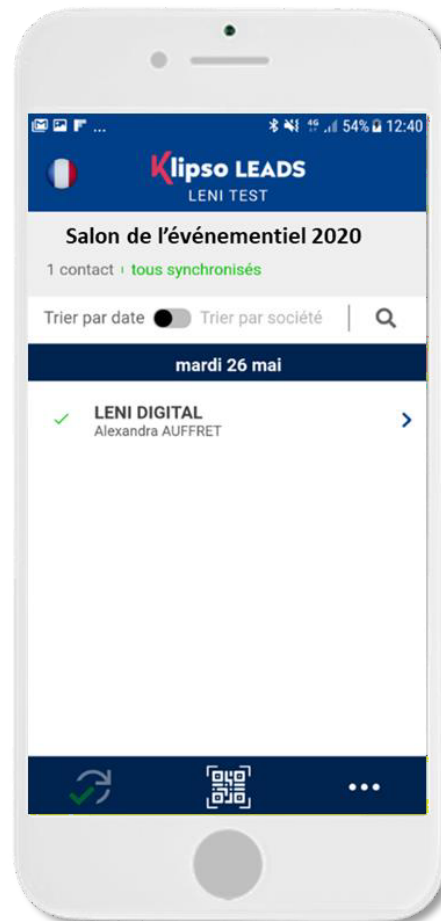 ... 4G 54% 12:40
Klipso LEADS
LENI TEST
Salon de l'événementiel 2020
1 contact tous synchronisés
Trier par date Trier par société
mardi 26 mai
LENI DIGITAL
Alexandra AUFFRET